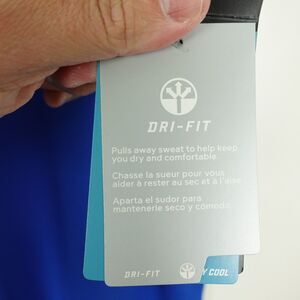 DRI-FIT
Pulls away sweat to help keep
you dry and comfortable.
Chasse la sueur pour vous
aider à rester au sec et à l'aise.
Aparta el sudor para
mantenerle seco y cómodo.
DRI-FIT
Y COOL